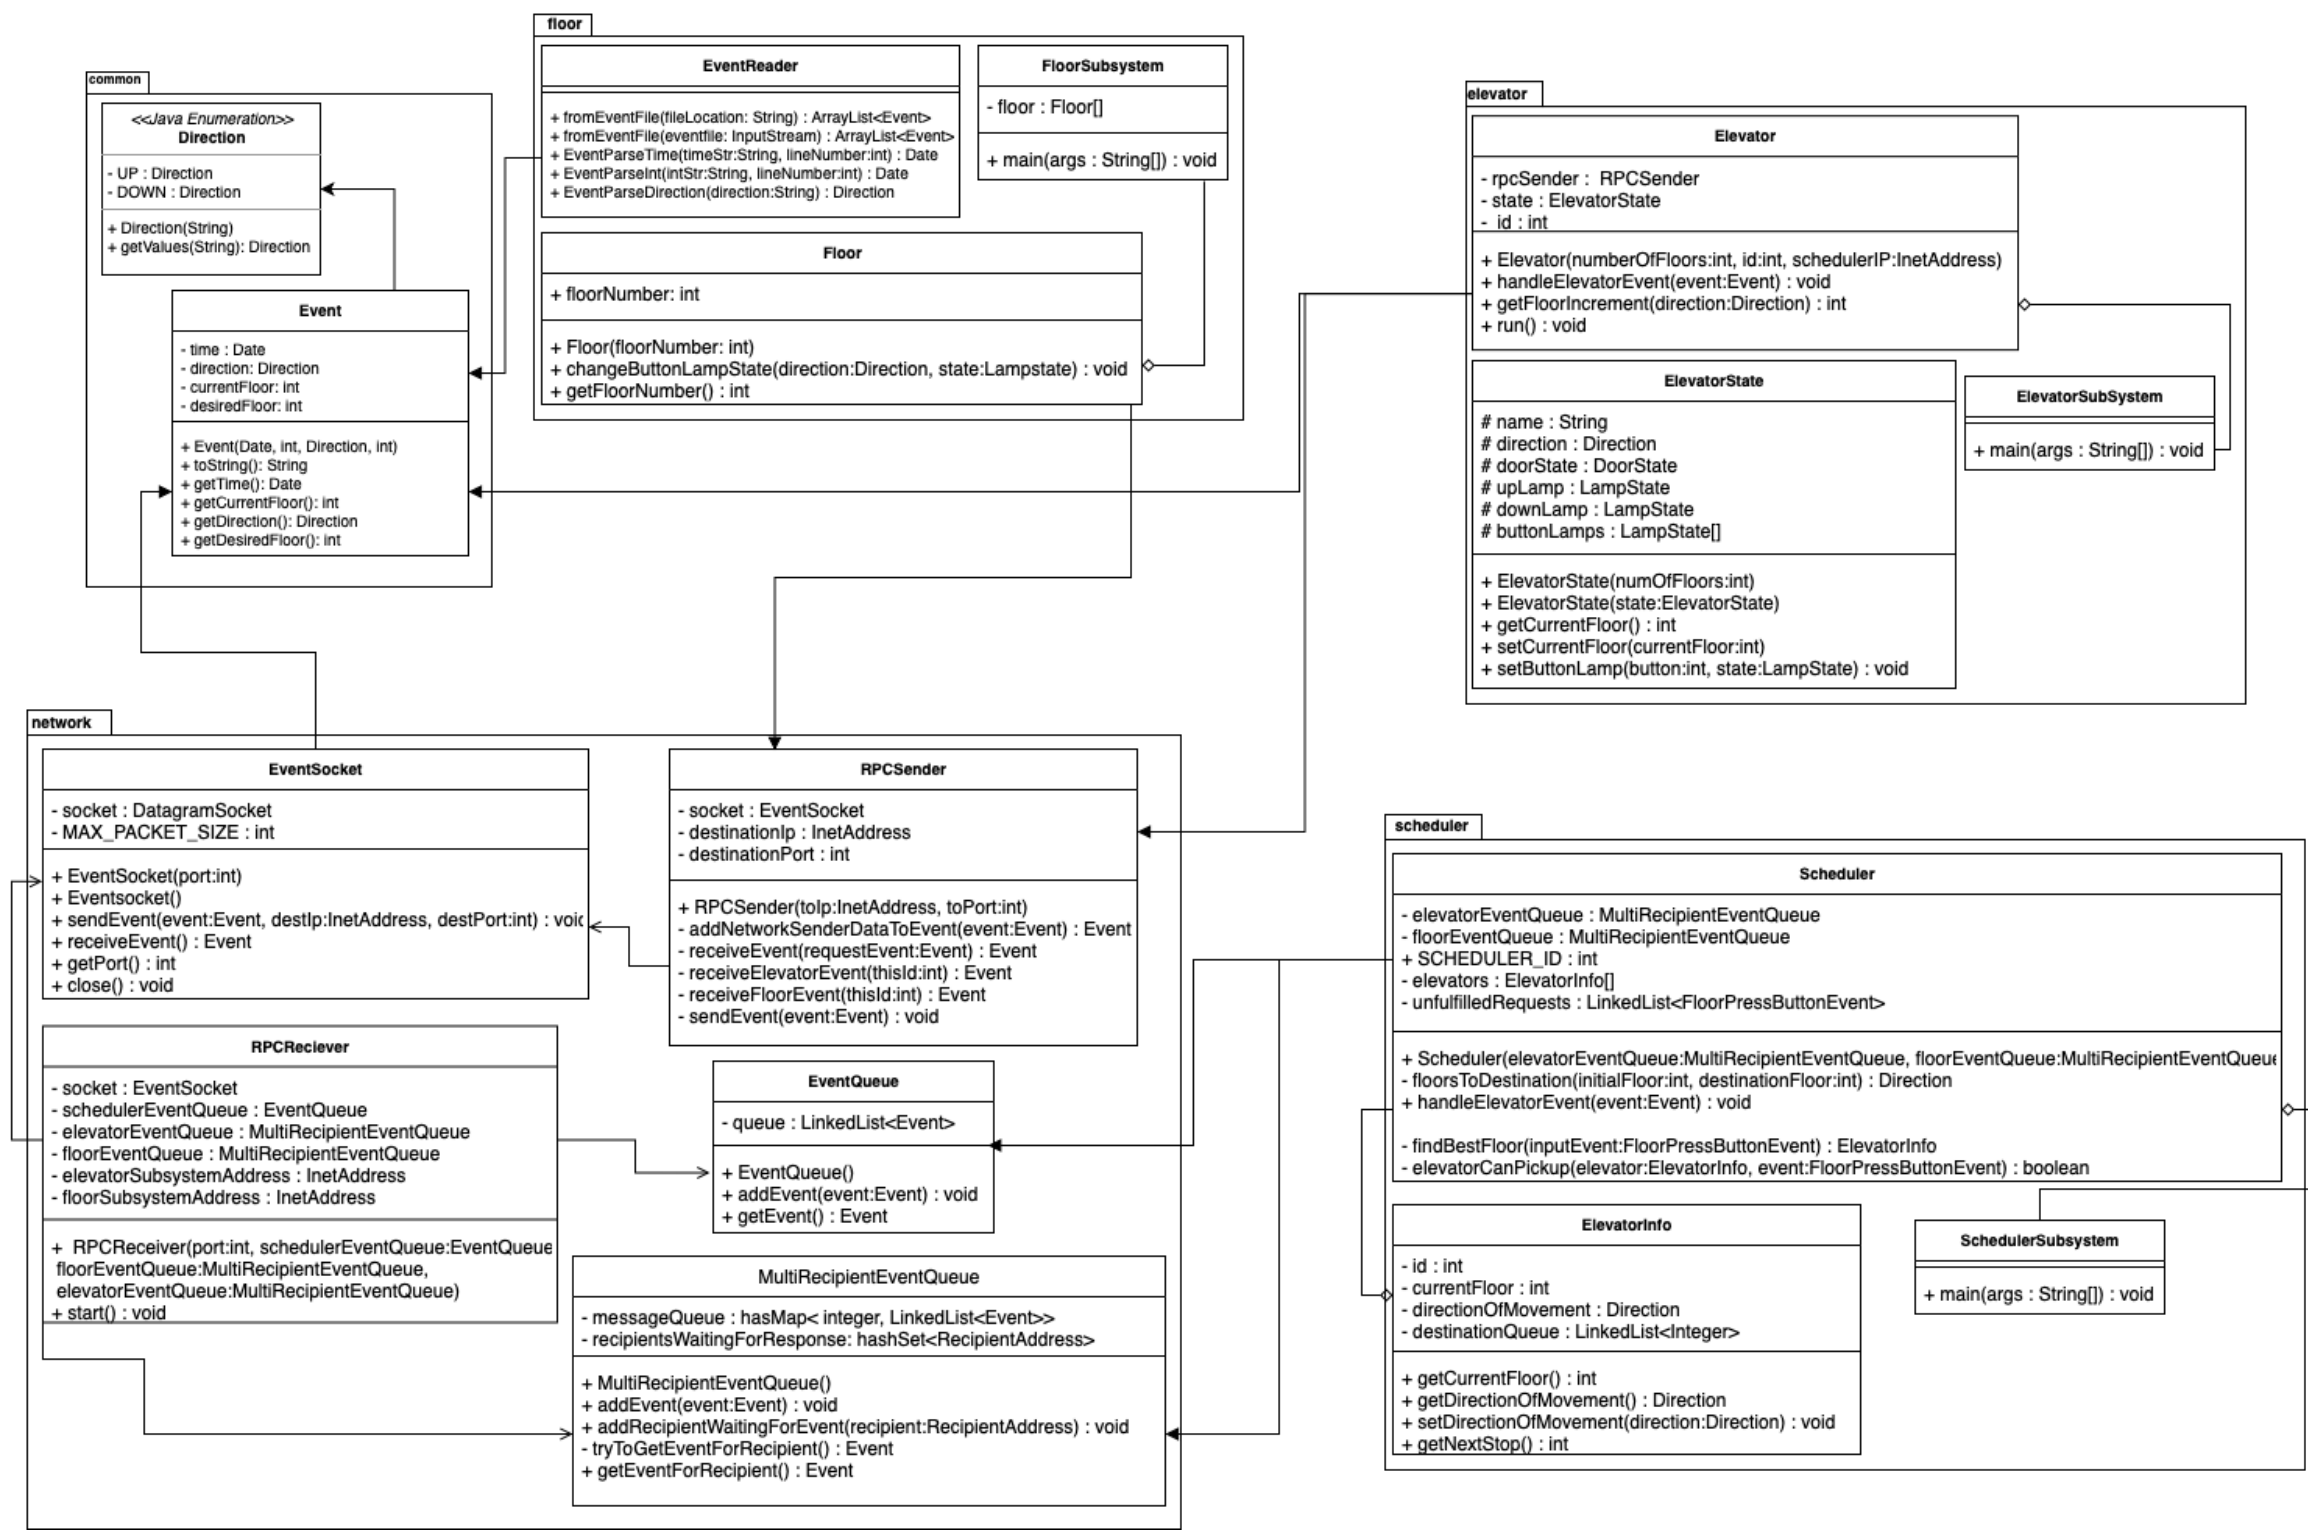 common
<<Java Enumeration>>
Direction
- UP : Direction
- DOWN : Direction
+ Direction(String)
+ getValues(String): Direction
Event
- time : Date
- direction: Direction
- currentFloor: int
- desiredFloor: int
+ Event(Date, int, Direction, int)
+ toString(): String
+ getTime(): Date
+ getCurrentFloor(): int
+ getDirection(): Direction
+ getDesiredFloor(): int
floor
EventReader
+ fromEventFile(fileLocation: String) : ArrayList<Event>
+ fromEventFile(eventfile: InputStream) : ArrayList<Event>
+ EventParseTime(timeStr:String, lineNumber:int) : Date
+ EventParseInt(intStr:String, lineNumber:int) : Date
+ EventParseDirection(direction:String) : Direction
FloorSubsystem
- floor : Floor[]
+ main(args : String[]) : void
Floor
+ floorNumber: int
+ Floor(floorNumber: int)
+ changeButtonLampState(direction:Direction, state:Lampstate) : void
+ getFloorNumber() : int
elevator
Elevator
- rpcSender : RPCSender
- state : ElevatorState
- id : int
+ Elevator(numberOfFloors:int, id:int, schedulerIP:InetAddress)
+ handleElevatorEvent(event:Event) : void
+ getFloorIncrement(direction:Direction) : int
+ run() : void
ElevatorState
# name : String
# direction : Direction
# doorState : DoorState
# upLamp : LampState
# downLamp : LampState
# buttonLamps : LampState[]
+ ElevatorState(numOfFloors:int)
+ ElevatorState(state:ElevatorState)
+ getCurrentFloor() : int
+ setCurrentFloor(currentFloor:int)
+ setButtonLamp(button:int, state:LampState) : void
ElevatorSubSystem
+ main(args : String[]) : void
network
EventSocket
- socket : DatagramSocket
- MAX_PACKET_SIZE : int
+ EventSocket(port:int)
+ Eventsocket()
+ sendEvent(event:Event, destIp:InetAddress, destPort:int) : voic
+ receiveEvent() : Event
+ getPort() : int
+ close() : void
RPCSender
- socket : EventSocket
- destinationIp : InetAddress
- destinationPort : int
+ RPCSender(toIp:InetAddress, toPort:int)
- addNetworkSenderDataToEvent(event:Event) : Event
- receiveEvent(requestEvent:Event) : Event
- receiveElevatorEvent(thisId:int) : Event
- receiveFloorEvent(thisId:int) : Event
- sendEvent(event:Event) : void
RPCReciever
- socket : EventSocket
- schedulerEventQueue : EventQueue
- elevatorEventQueue : MultiRecipientEventQueue
- floorEventQueue : MultiRecipientEventQueue
- elevatorSubsystemAddress : InetAddress
- floorSubsystemAddress : InetAddress
+ RPCReceiver(port:int, schedulerEventQueue:EventQueue
floorEventQueue:MultiRecipientEventQueue,
elevatorEventQueue:MultiRecipientEventQueue)
+ start() : void
EventQueue
- queue : LinkedList<Event>
+ EventQueue()
+ addEvent(event:Event) : void
+ getEvent() : Event
MultiRecipientEventQueue
- messageQueue : hasMap< integer, LinkedList<Event>>
- recipientsWaitingForResponse: hashSet<RecipientAddress>
+ MultiRecipientEventQueue()
+ addEvent(event:Event) : void
+ addRecipientWaitingForEvent(recipient:RecipientAddress) : void
- tryToGetEventForRecipient() : Event
+ getEventForRecipient() : Event
scheduler
Scheduler
- elevatorEventQueue : MultiRecipientEventQueue
- floorEventQueue : MultiRecipientEventQueue
+ SCHEDULER_ID : int
- elevators : ElevatorInfo[]
- unfulfilledRequests : LinkedList<FloorPressButtonEvent>
+ Scheduler(elevatorEventQueue:MultiRecipientEventQueue, floorEventQueue:MultiRecipientEventQueue
- floorsToDestination(initialFloor:int, destinationFloor:int) : Direction
+ handleElevatorEvent(event:Event) : void
- findBestFloor(inputEvent:FloorPressButtonEvent) : ElevatorInfo
- elevatorCanPickup(elevator:ElevatorInfo, event:FloorPressButtonEvent) : boolean
ElevatorInfo
- id : int
- currentFloor : int
- directionOfMovement : Direction
- destinationQueue : LinkedList<Integer>
+ getCurrentFloor() : int
+ getDirectionOfMovement() : Direction
+ setDirectionOfMovement(direction:Direction) : void
+ getNextStop() : int
SchedulerSubsystem
+ main(args : String[]) : void